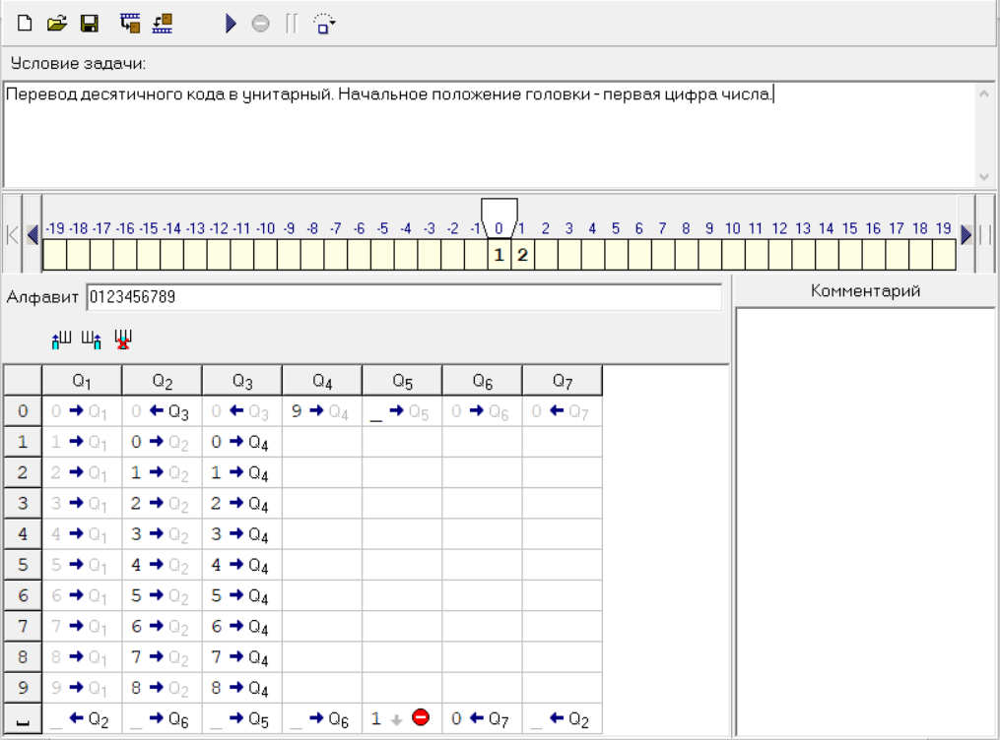 Условие задачи:
Перевод десятичного кода в унитарный. Начальное положение головки - первая цифра числа.
-19 -18 -17 -16 -15 -14 -13 -12 -11 -10 -9 -8 -7 -6 -5 -4 -3 -2 -1 0 1 2 3 4 5 6 7 8 9 10 11 12 13 14 15 16 17 18 19
1 2
Алфавит 0123456789
Комментарий
Q1 Q2 Q3 Q4 Q5 Q6 Q7
0 0 → Q1 0 ← Q3 0 ← Q3 9 → Q4 _ → Q5 0 → Q6 0 ← Q7
1 1 → Q1 0 → Q2 0 → Q4
2 2 → Q1 1 → Q2 1 → Q4
3 3 → Q1 2 → Q2 2 → Q4
4 4 → Q1 3 → Q2 3 → Q4
5 5 → Q1 4 → Q2 4 → Q4
6 6 → Q1 5 → Q2 5 → Q4
7 7 → Q1 6 → Q2 6 → Q4
8 8 → Q1 7 → Q2 7 → Q4
9 9 → Q1 8 → Q2 8 → Q4
␣ _ ← Q2 _ → Q6 _ → Q5 _ → Q6 1 ↓ 0 ← Q7 _ ← Q2